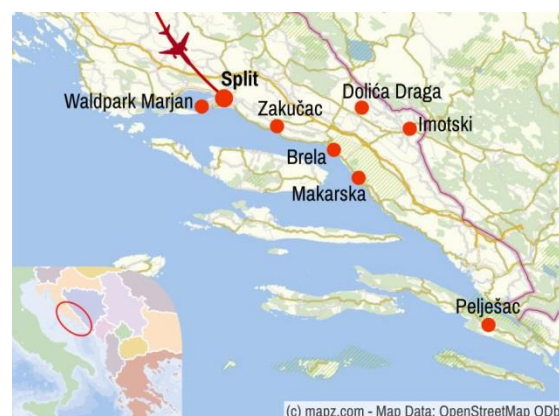 Split
Waldpark Marjan
Zakučac
Dolića Draga
Imotski
Brela
Makarska
Pelješac
(c) mapz.com - Map Data: OpenStreetMap ODb